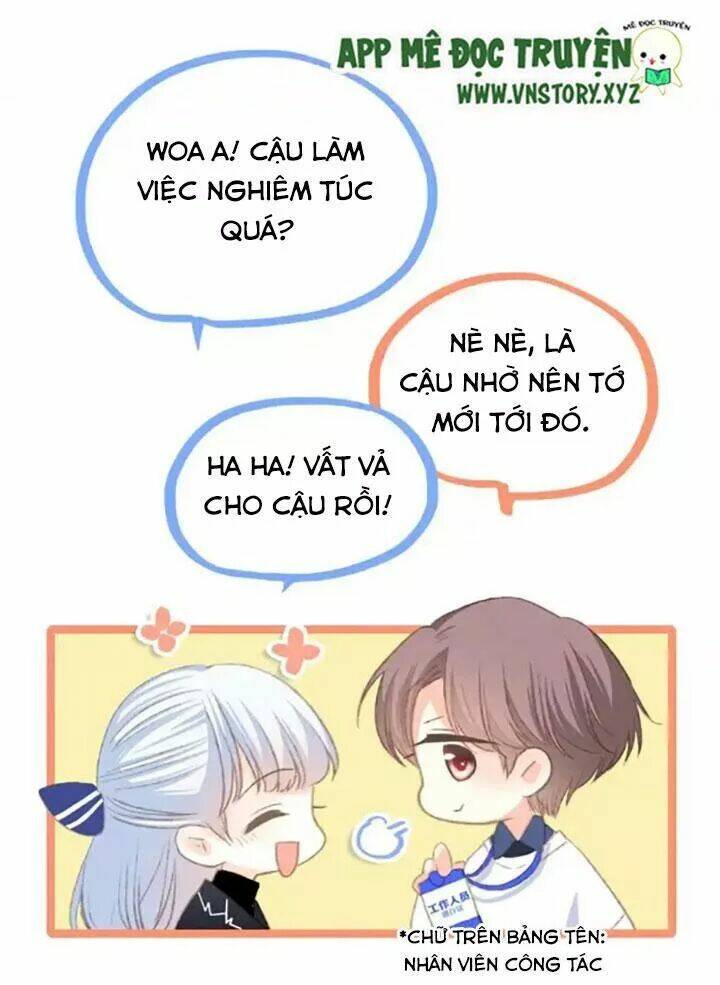 MÊ ĐỌC TRUYỆN
APP MÊ ĐỌC TRUYỆN
WWW.VNSTORY.XYZ
WOA A! CẬU LÀM
VIỆC NGHIÊM TÚC
QUÁ?
NÈ NÈ, LÀ
CẬU NHỜ NÊN TỚ
MỚI TỚI ĐÓ.
HA HA! VẤT VẢ
CHO CẬU RỒI!
工作人员
*CHỮ TRÊN BẢNG TÊN:
NHÂN VIÊN CÔNG TÁC